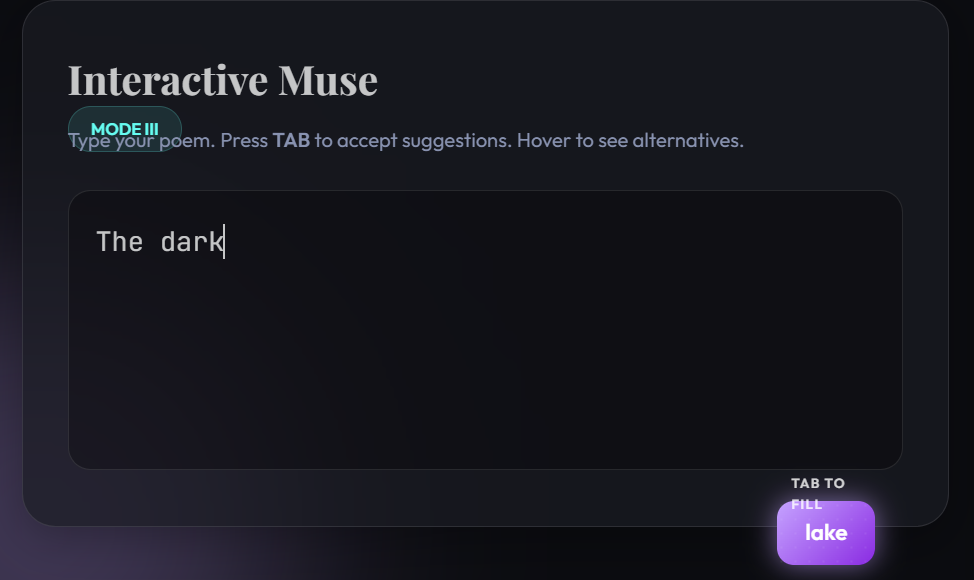 Interactive Muse
MODE III
Type your poem. Press TAB to accept suggestions. Hover to see alternatives.
The dark
TAB TO
FILL
lake